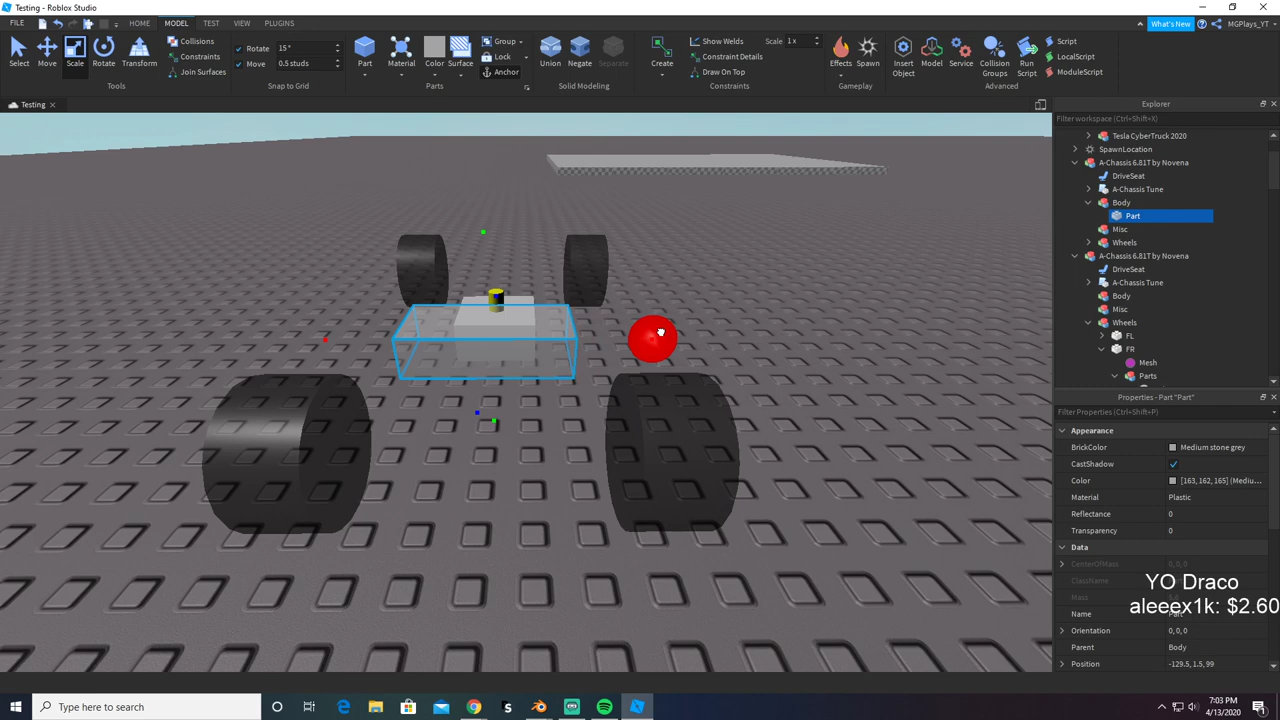 Testing - Roblox Studio
FILE HOME MODEL TEST VIEW PLUGINS What's New MGPlays_YT
Select Move Scale Rotate Transform
Collisions
Constraints
Join Surfaces
Tools
Rotate 15°
Move 0.5 studs
Snap to Grid
Part Material Color Surface
Group
Lock
Anchor
Parts
Union Negate Separate
Solid Modeling
Create
Show Welds Scale 1 x
Constraint Details
Draw On Top
Constraints
Effects Spawn
Gameplay
Insert Object Model Service Collision Groups Run Script
Script
LocalScript
ModuleScript
Advanced
Testing
Explorer
Filter workspace (Ctrl+Shift+X)
Tesla CyberTruck 2020
SpawnLocation
A-Chassis 6.81T by Novena
DriveSeat
A-Chassis Tune
Body
Part
Misc
Wheels
A-Chassis 6.81T by Novena
DriveSeat
A-Chassis Tune
Body
Misc
Wheels
FL
FR
Mesh
Parts
Properties - Part "Part"
Filter Properties (Ctrl+Shift+P)
Appearance
BrickColor Medium stone grey
CastShadow
Color [163, 162, 165] (Mediu...
Material Plastic
Reflectance 0
Transparency 0
Data
CenterOfMass 0, 0, 0
ClassName
Mass
Name
Orientation 0, 0, 0
Parent Body
Position -129.5, 1.5, 99
YO Draco
aleeex1k: $2.60
Type here to search
7:03 PM
4/13/2020